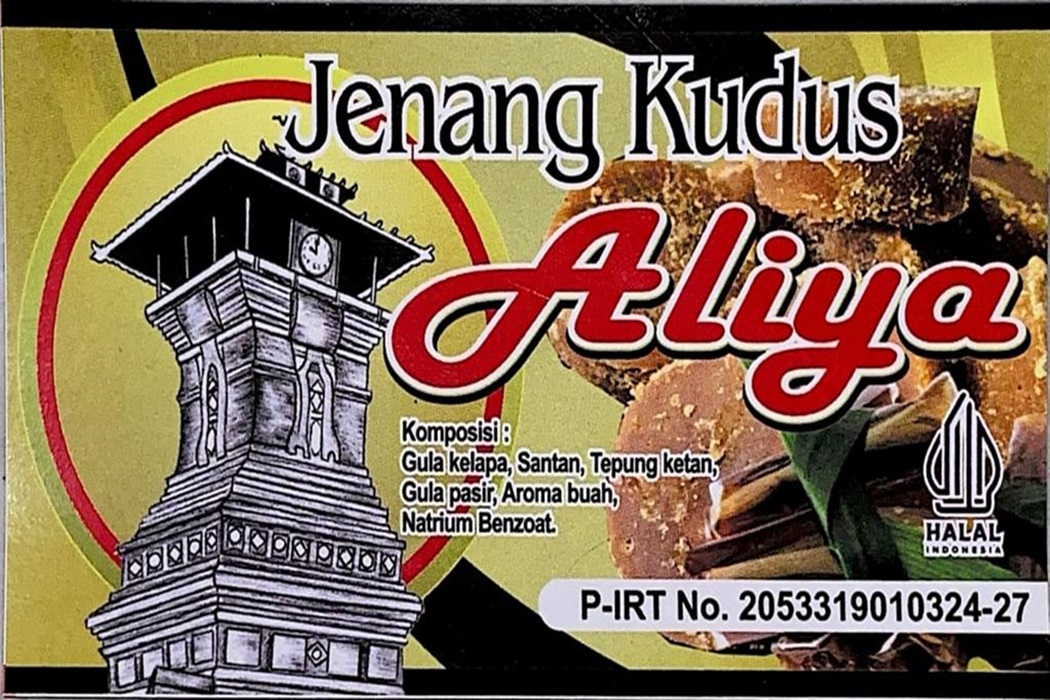 Jenang Kudus
Aliya
Komposisi :
Gula kelapa, Santan, Tepung ketan,
Gula pasir, Aroma buah,
Natrium Benzoat.
HALAL
INDONESIA
P-IRT No. 2053319010324-27